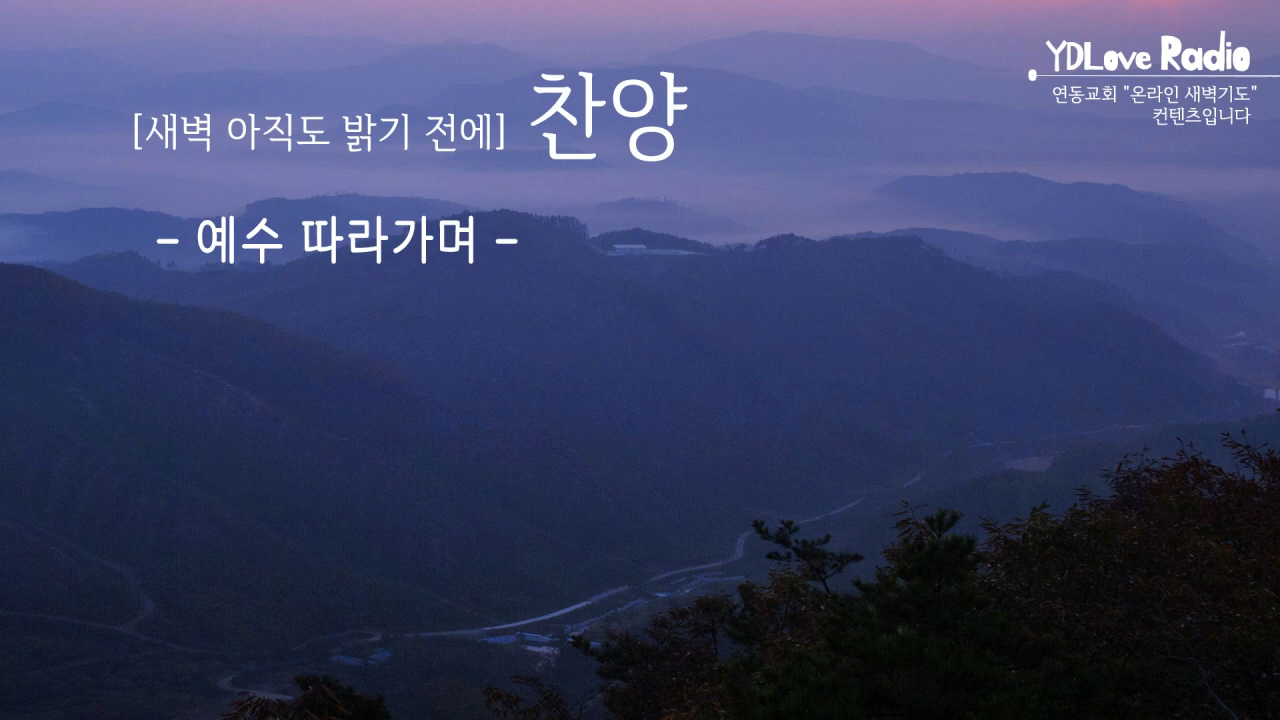 [새벽 아직도 밝기 전에] 찬양
- 예수 따라가며 -
YDLove Radio
연동교회 "온라인 새벽기도"
컨텐츠입니다